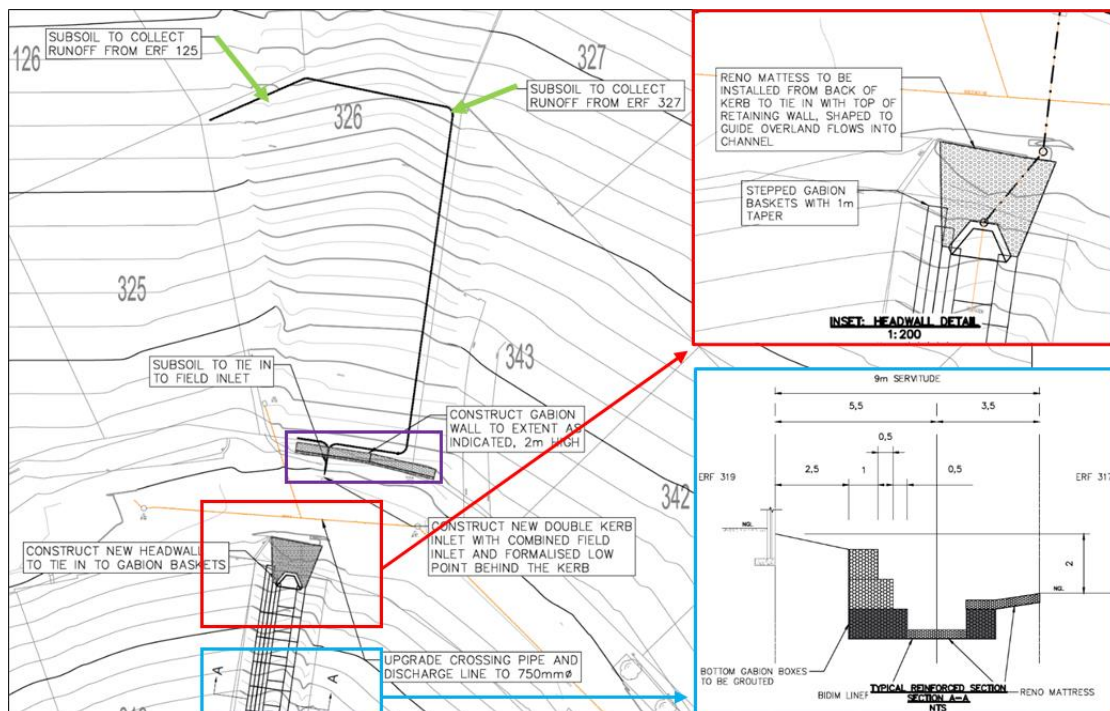 SUBSOIL TO COLLECT
RUNOFF FROM ERF 125
126
327
SUBSOIL TO COLLECT
RUNOFF FROM ERF 327
326
325
SUBSOIL TO TIE IN
TO FIELD INLET
343
CONSTRUCT GABION
WALL TO EXTENT AS
INDICATED, 2m HIGH
342
CONSTRUCT NEW HEADWALL
TO TIE IN TO GABION BASKETS
CONSTRUCT NEW DOUBLE KERB
INLET WITH COMBINED FIELD
INLET AND FORMALISED LOW
POINT BEHIND THE KERB
UPGRADE CROSSING PIPE AND
DISCHARGE LINE TO 750mmø
A
A
RENO MATTESS TO BE
INSTALLED FROM BACK OF
KERB TO TIE IN WITH TOP OF
RETAINING WALL, SHAPED TO
GUIDE OVERLAND FLOWS INTO
CHANNEL
STEPPED GABION
BASKETS WITH 1m
TAPER
INSET: HEADWALL DETAIL
1:200
9m SERVITUDE
5,5
3,5
0,5
2,5
1
0,5
ERF 319
ERF 317
NGL
2
NGL
BOTTOM GABION BOXES
TO BE GROUTED
BIDIM LINER
TYPICAL REINFORCED SECTION
SECTION A-A
NTS
RENO MATTRESS